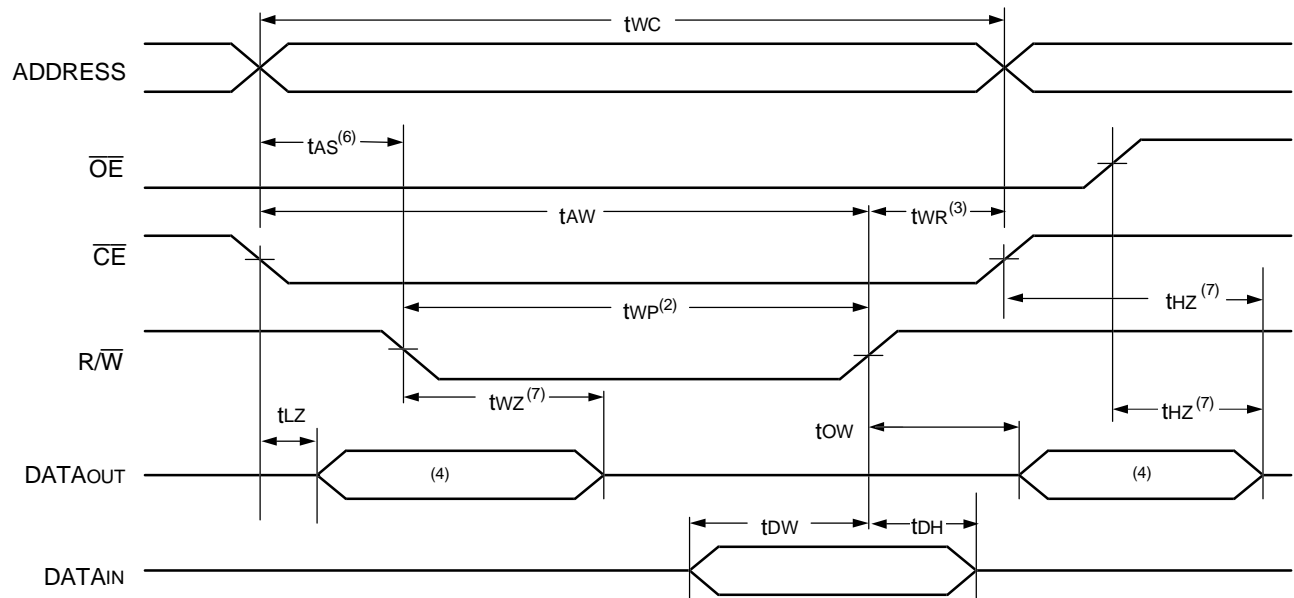 tWC
ADDRESS
tAS(6)
OE
tAW
tWR(3)
CE
tWP(2)
tHZ(7)
R/W
tWZ(7)
tHZ(7)
tLZ
tOW
DATAOUT
(4)
(4)
tDW
tDH
DATAIN